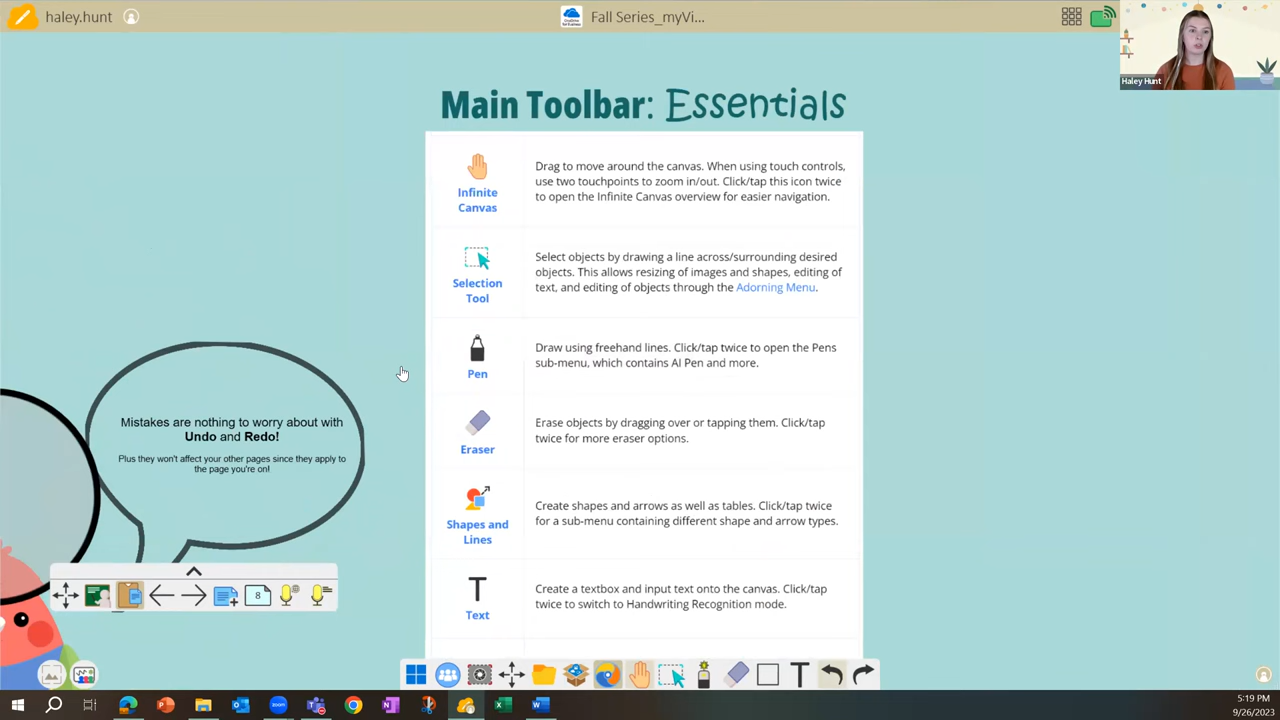 haley.hunt
Fall Series_myVi...
Haley Hunt
Main Toolbar: Essentials
Infinite
Canvas
Drag to move around the canvas. When using touch controls,
use two touchpoints to zoom in/out. Click/tap this icon twice
to open the Infinite Canvas overview for easier navigation.
Selection
Tool
Select objects by drawing a line across/surrounding desired
objects. This allows resizing of images and shapes, editing of
text, and editing of objects through the Adorning Menu.
Pen
Draw using freehand lines. Click/tap twice to open the Pens
sub-menu, which contains AI Pen and more.
Eraser
Erase objects by dragging over or tapping them. Click/tap
twice for more eraser options.
Shapes and
Lines
Create shapes and arrows as well as tables. Click/tap twice
for a sub-menu containing different shape and arrow types.
T
Text
Create a textbox and input text onto the canvas. Click/tap
twice to switch to Handwriting Recognition mode.
Mistakes are nothing to worry about with
Undo and Redo!
Plus they won't affect your other pages since they apply to
the page you're on!
8
T
zoom
5:19 PM
9/26/2023